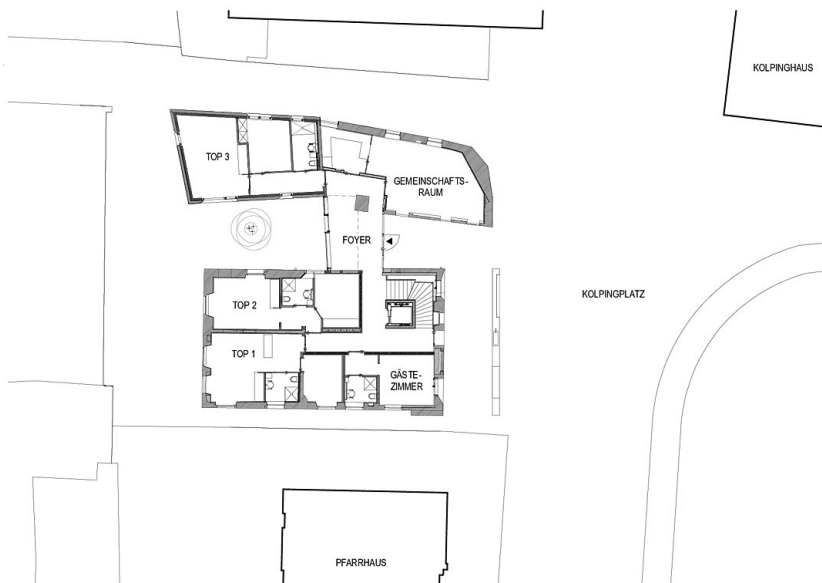 KOLPINGHAUS
TOP 3
GEMEINSCHAFTS-
RAUM
FOYER
KOLPINGPLATZ
TOP 2
TOP 1
GÄSTE-
ZIMMER
PFARRHAUS